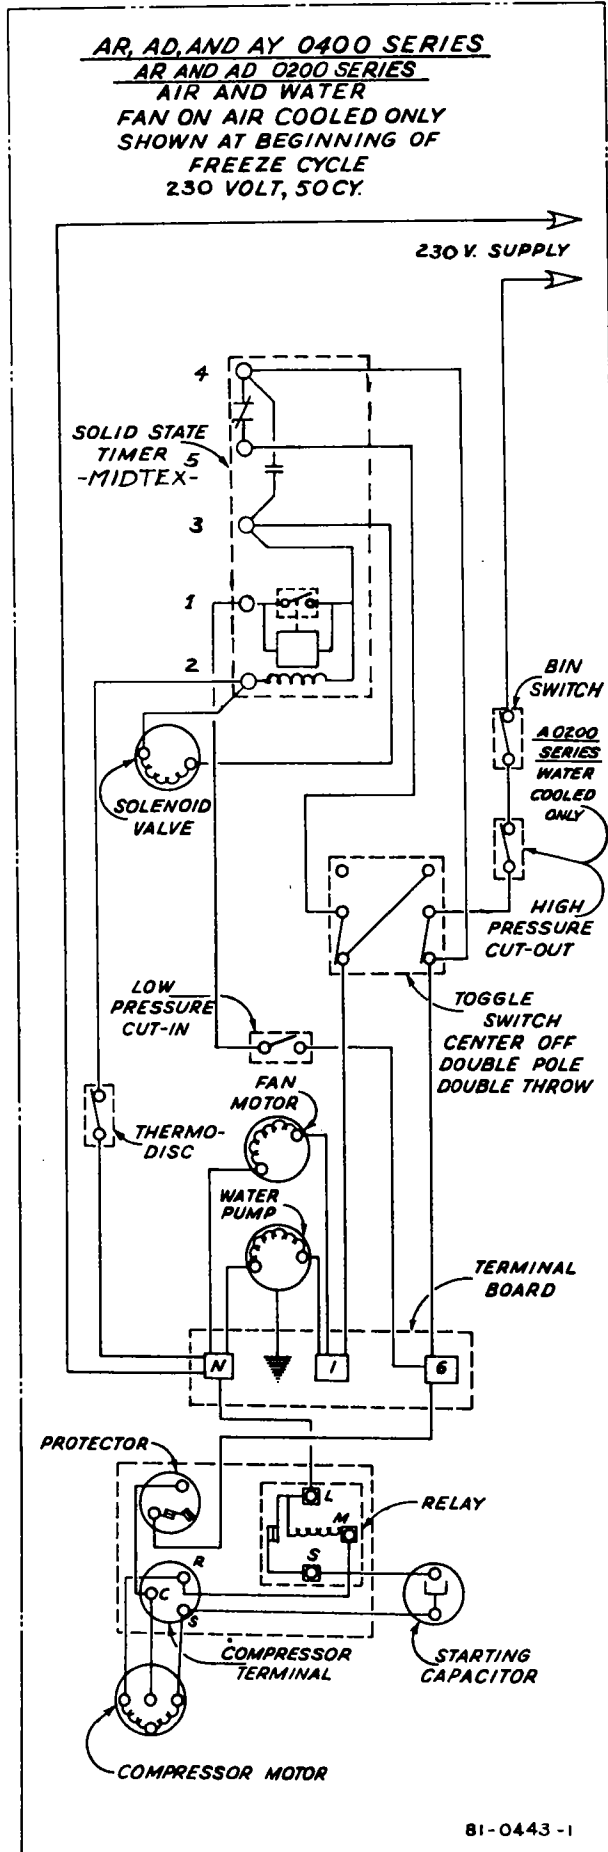 AR, AD, AND AY 0400 SERIES
AR AND AD 0200 SERIES
AIR AND WATER
FAN ON AIR COOLED ONLY
SHOWN AT BEGINNING OF
FREEZE CYCLE
230 VOLT, 50CY.
230 V. SUPPLY
4
SOLID STATE
TIMER 5
-MIDTEX-
3
1
2
BIN
SWITCH
A0200
SERIES
WATER
COOLED
ONLY
SOLENOID
VALVE
HIGH
PRESSURE
CUT-OUT
LOW
PRESSURE
CUT-IN
TOGGLE
SWITCH
CENTER OFF
DOUBLE POLE
DOUBLE THROW
FAN
MOTOR
THERMO-
DISC
WATER
PUMP
TERMINAL
BOARD
N
1
6
PROTECTOR
L
RELAY
M
S
R
C
S
COMPRESSOR
TERMINAL
STARTING
CAPACITOR
COMPRESSOR MOTOR
81-0443-1